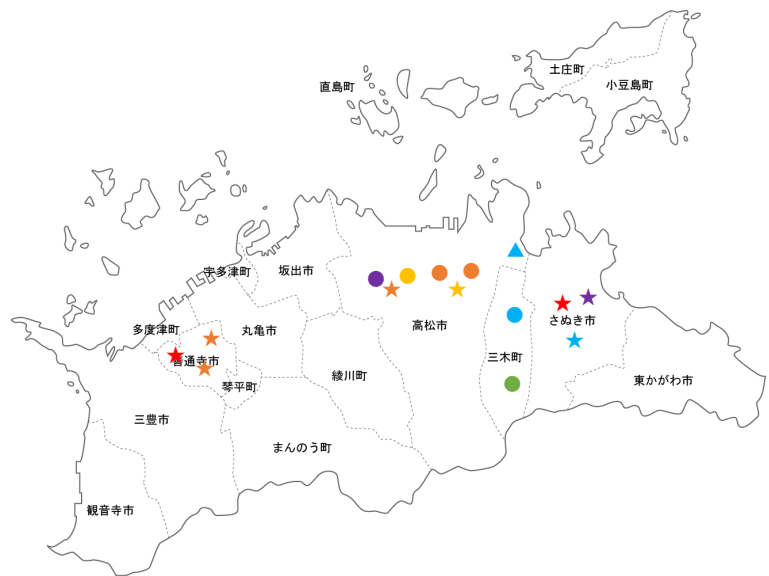 土庄町
小豆島町
直島町
宇多津町
坂出市
多度津町
丸亀市
高松市
さぬき市
善通寺市
三木町
綾川町
琴平町
東かがわ市
三豊市
まんのう町
観音寺市